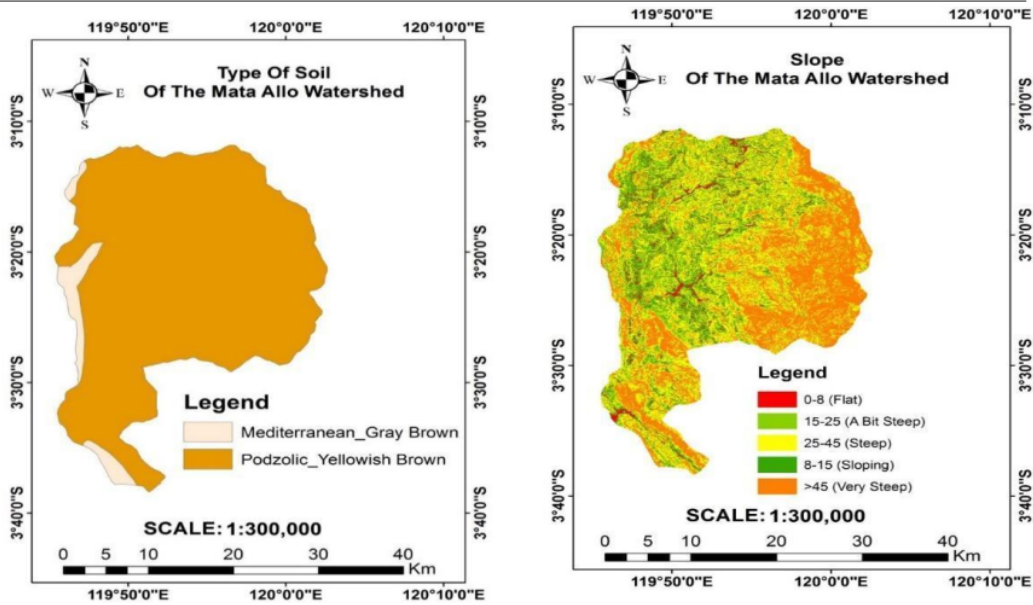 119°50'0"E 120°0'0"E 120°10'0"E
N
W E
S
Type Of Soil
Of The Mata Allo Watershed
3°10'0"S
3°20'0"S
3°30'0"S
3°40'0"S
3°10'0"S
3°20'0"S
3°30'0"S
3°40'0"S
Legend
Mediterranean_Gray Brown
Podzolic_Yellowish Brown
SCALE: 1:300,000
0 5 10 20 30 40
Km
119°50'0"E 120°0'0"E 120°10'0"E
119°50'0"E 120°0'0"E 120°10'0"E
N
W E
S
Slope
Of The Mata Allo Watershed
3°10'0"S
3°20'0"S
3°30'0"S
3°40'0"S
3°10'0"S
3°20'0"S
3°30'0"S
3°40'0"S
Legend
0-8 (Flat)
15-25 (A Bit Steep)
25-45 (Steep)
8-15 (Sloping)
>45 (Very Steep)
SCALE: 1:300,000
0 5 10 20 30 40
Km
119°50'0"E 120°0'0"E 120°10'0"E